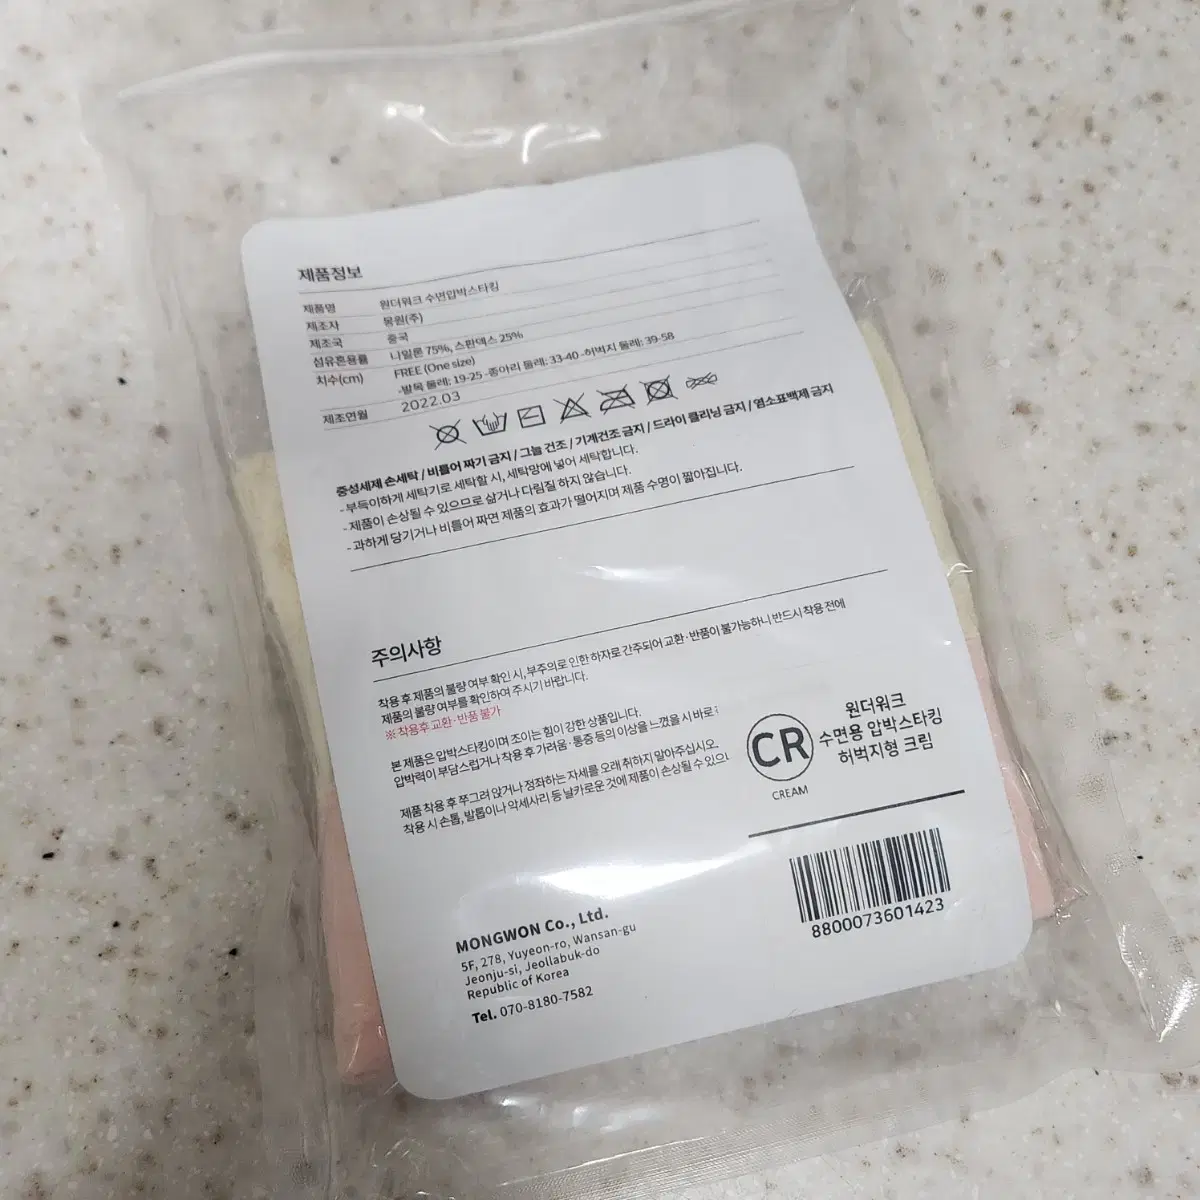 제품정보
제품명 원더워크 수면압박스타킹
제조자 몽원(주)
제조국 중국
섬유혼용률 나일론 75%, 스판덱스 25%
치수(cm) FREE (One size)
-발목 둘레: 19-25 -종아리 둘레: 33-40 -허벅지 둘레: 39-58
제조연월 2022.03
중성세제 손세탁 / 비틀어 짜기 금지 / 그늘 건조 / 기계건조 금지 / 드라이 클리닝 금지 / 염소표백제 금지
- 부득이하게 세탁기로 세탁할 시, 세탁망에 넣어 세탁합니다.
- 제품이 손상될 수 있으므로 삶거나 다림질 하지 않습니다.
- 과하게 당기거나 비틀어 짜면 제품의 효과가 떨어지며 제품 수명이 짧아집니다.
주의사항
착용 후 제품의 불량 여부 확인 시, 부주의로 인한 하자로 간주되어 교환·반품이 불가능하니 반드시 착용 전에
제품의 불량 여부를 확인하여 주시기 바랍니다.
※ 착용후 교환·반품 불가
본 제품은 압박스타킹이며 조이는 힘이 강한 상품입니다.
압박력이 부담스럽거나 착용 후 가려움·통증 등의 이상을 느꼈을 시 바로
제품 착용 후 쭈그려 앉거나 정좌하는 자세를 오래 취하지 말아주십시오.
착용 시 손톱, 발톱이나 악세사리 등 날카로운 것에 제품이 손상될 수 있으
CR
CREAM
원더워크
수면용 압박스타킹
허벅지형 크림
8800073601423
MONGWON Co., Ltd.
5F, 278, Yuyeon-ro, Wansan-gu
Jeonju-si, Jeollabuk-do
Republic of Korea
Tel. 070-8180-7582